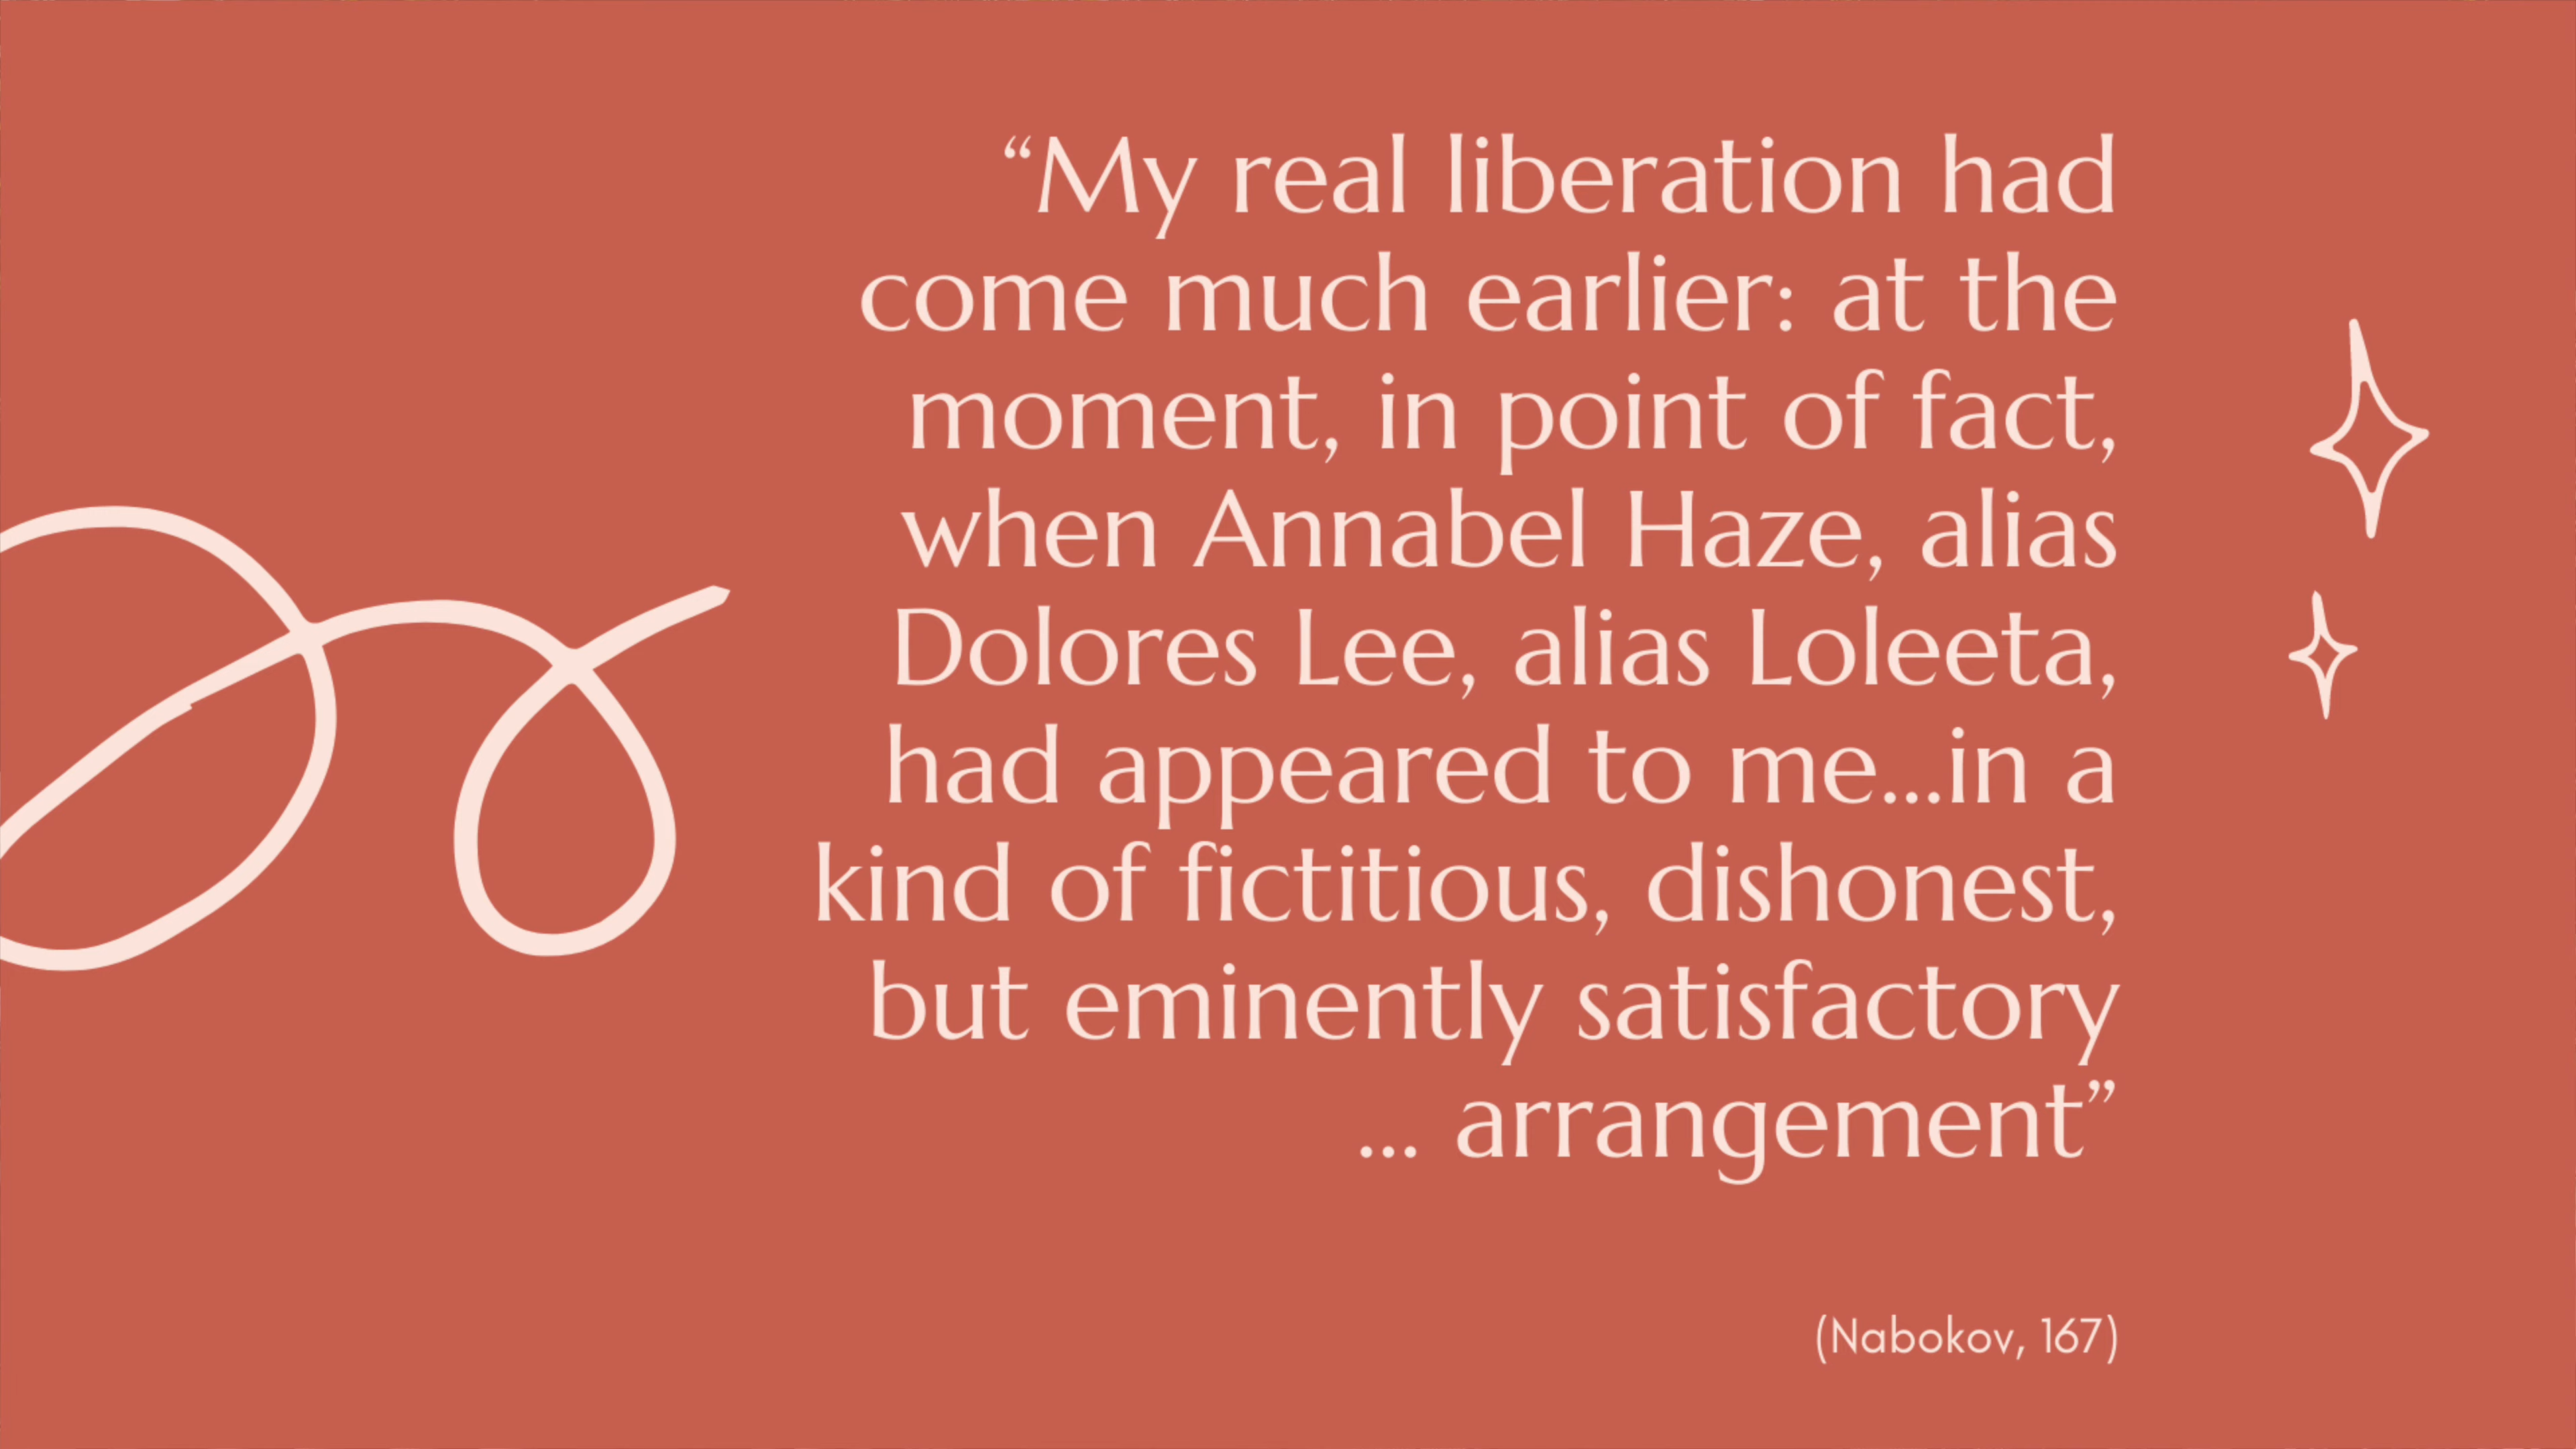 “My real liberation had
come much earlier: at the
moment, in point of fact,
when Annabel Haze, alias
Dolores Lee, alias Loleeta,
had appeared to me...in a
kind of fictitious, dishonest,
but eminently satisfactory
... arrangement”
(Nabokov, 167)